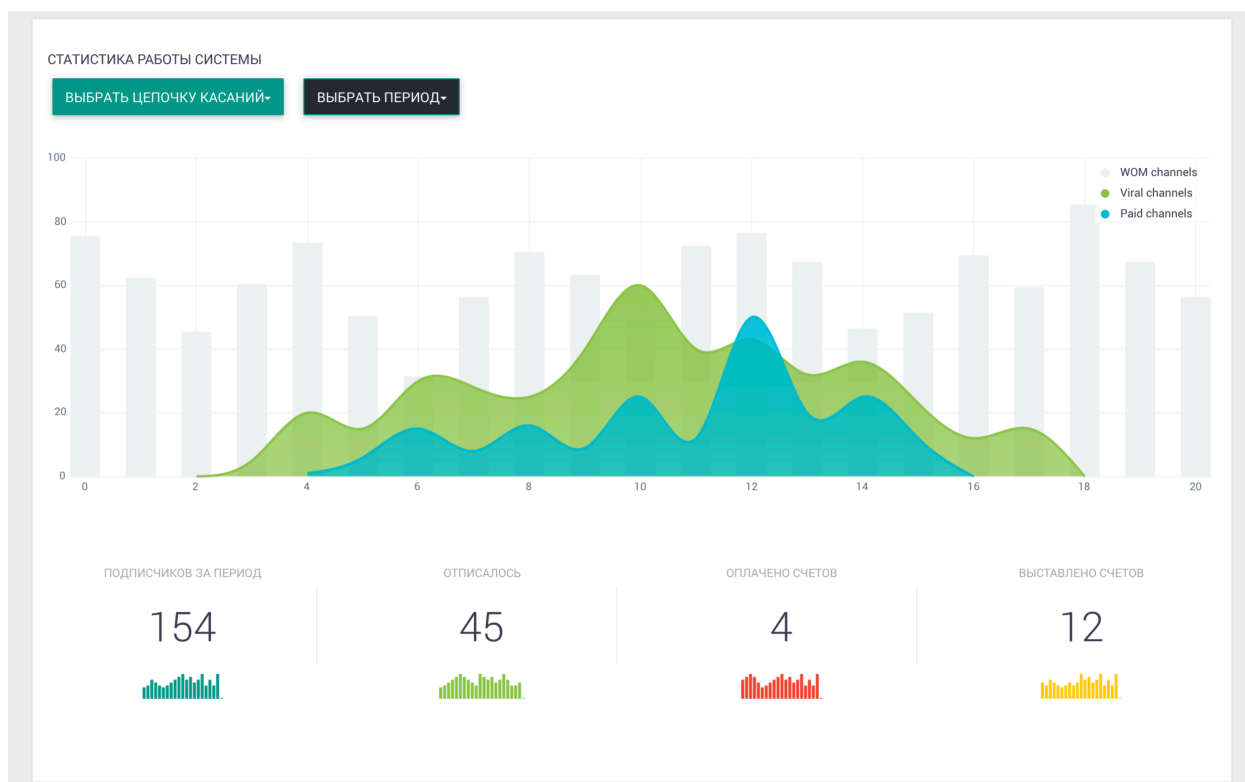 СТАТИСТИКА РАБОТЫ СИСТЕМЫ
ВЫБРАТЬ ЦЕПОЧКУ КАСАНИЙ
ВЫБРАТЬ ПЕРИОД
100
80
60
40
20
0
WOM channels
Viral channels
Paid channels
0 2 4 6 8 10 12 14 16 18 20
ПОДПИСЧИКОВ ЗА ПЕРИОД
154
ОТПИСАЛОСЬ
45
ОПЛАЧЕНО СЧЕТОВ
4
ВЫСТАВЛЕНО СЧЕТОВ
12